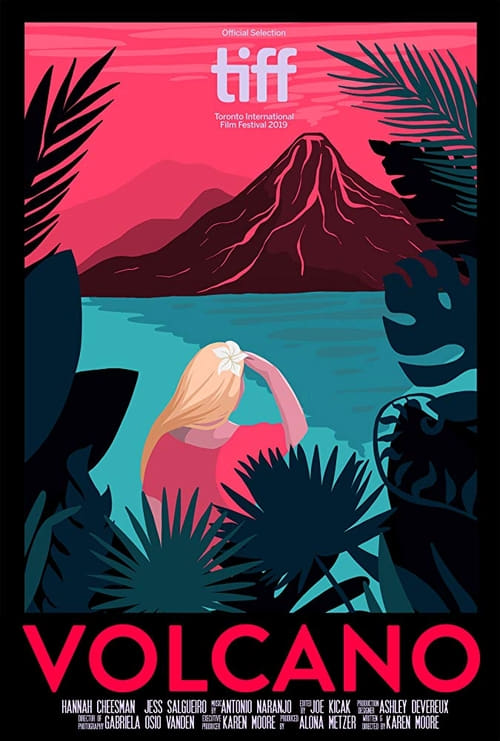 Official Selection
tiff
Toronto International
Film Festival 2019
VOLCANO
HANNAH CHEESMAN JESS SALGUEIRO MUSIC BY ANTONIO NARANJO EDITED BY JOE KICAK PRODUCTION DESIGNER ASHLEY DEVEREUX
DIRECTOR OF PHOTOGRAPHY GABRIELA OSIO VANDEN EXECUTIVE PRODUCER KAREN MOORE PRODUCED BY ALONA METZER WRITTEN & DIRECTED BY KAREN MOORE